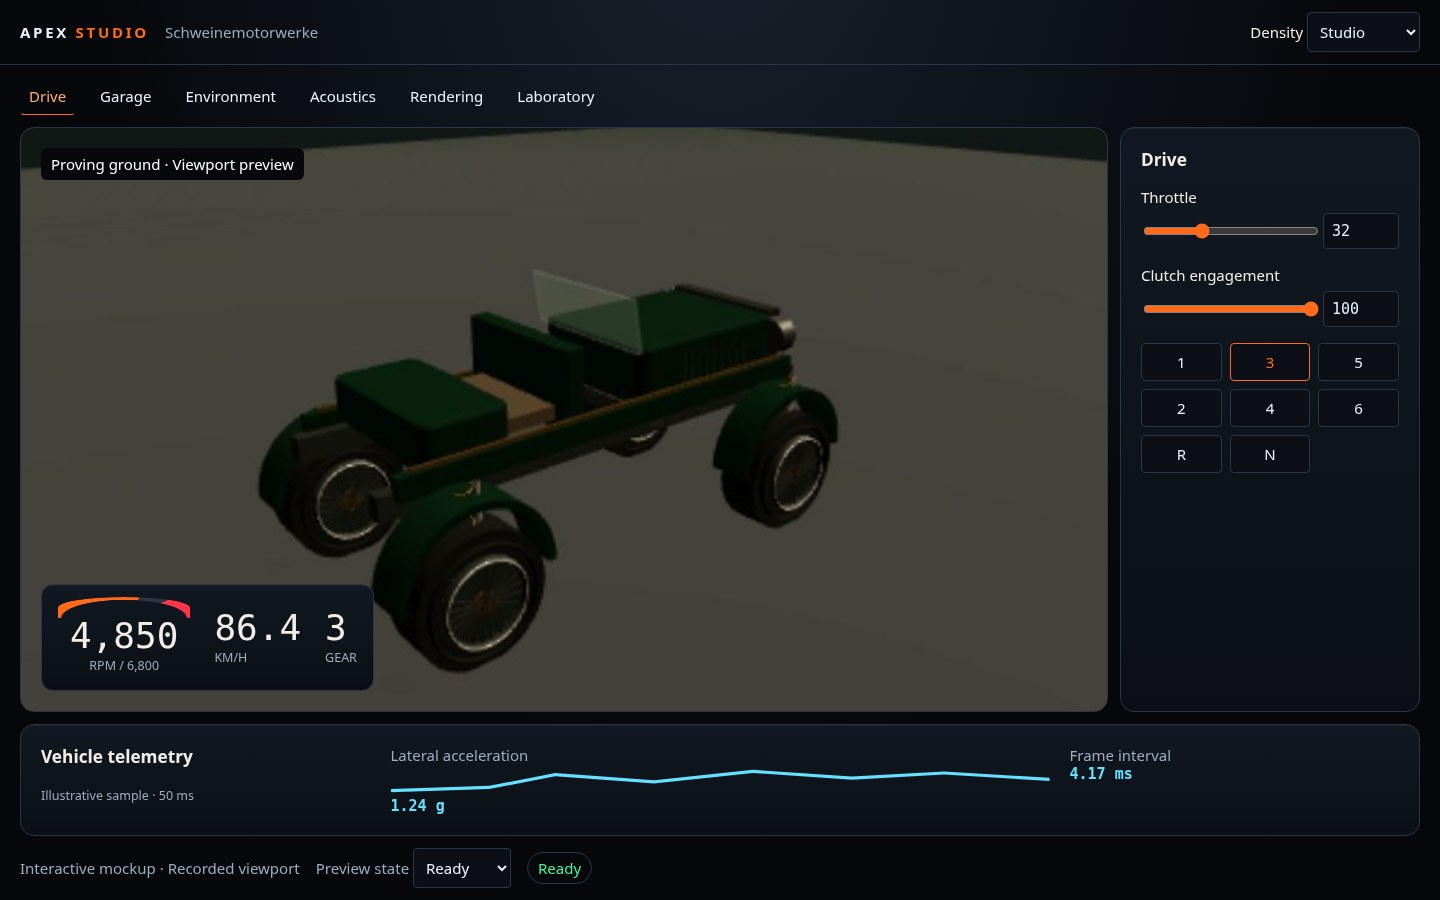 APEX STUDIO Schweinemotorwerke
Density Studio
Drive Garage Environment Acoustics Rendering Laboratory
Proving ground · Viewport preview
4,850
RPM / 6,800
86.4
KM/H
3
GEAR
Drive
Throttle
32
Clutch engagement
100
1 3 5
2 4 6
R N
Vehicle telemetry
Illustrative sample · 50 ms
Lateral acceleration
1.24 g
Frame interval
4.17 ms
Interactive mockup · Recorded viewport Preview state Ready Ready